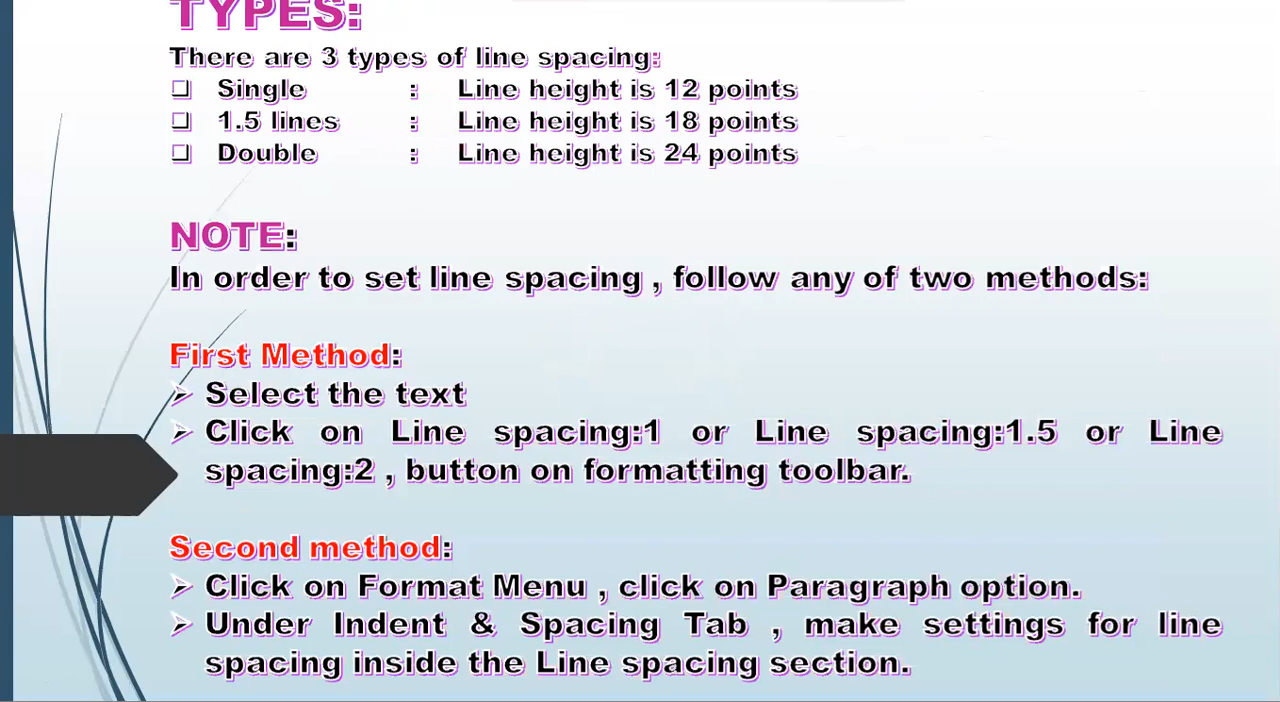 TYPES:
There are 3 types of line spacing:
❑ Single : Line height is 12 points
❑ 1.5 lines : Line height is 18 points
❑ Double : Line height is 24 points
NOTE:
In order to set line spacing , follow any of two methods:
First Method:
➢ Select the text
➢ Click on Line spacing:1 or Line spacing:1.5 or Line
spacing:2 , button on formatting toolbar.
Second method:
➢ Click on Format Menu , click on Paragraph option.
➢ Under Indent & Spacing Tab , make settings for line
spacing inside the Line spacing section.